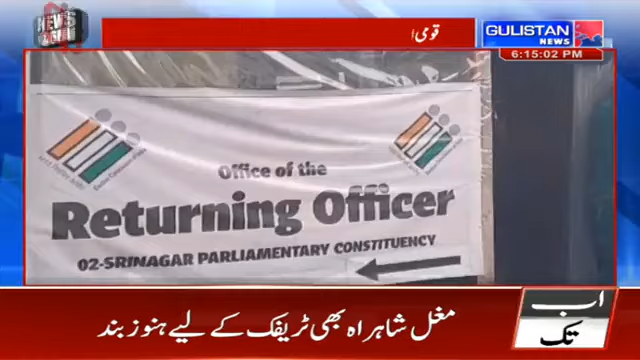 NEWS
قومی!
GULISTAN
NEWS
6:15:02 PM
Office of the
Returning Officer
02-SRINAGAR PARLIAMENTARY CONSTITUENCY
مغل شاہراہ بھی ٹریفک کے لیے ہنوز بند
اب
تک